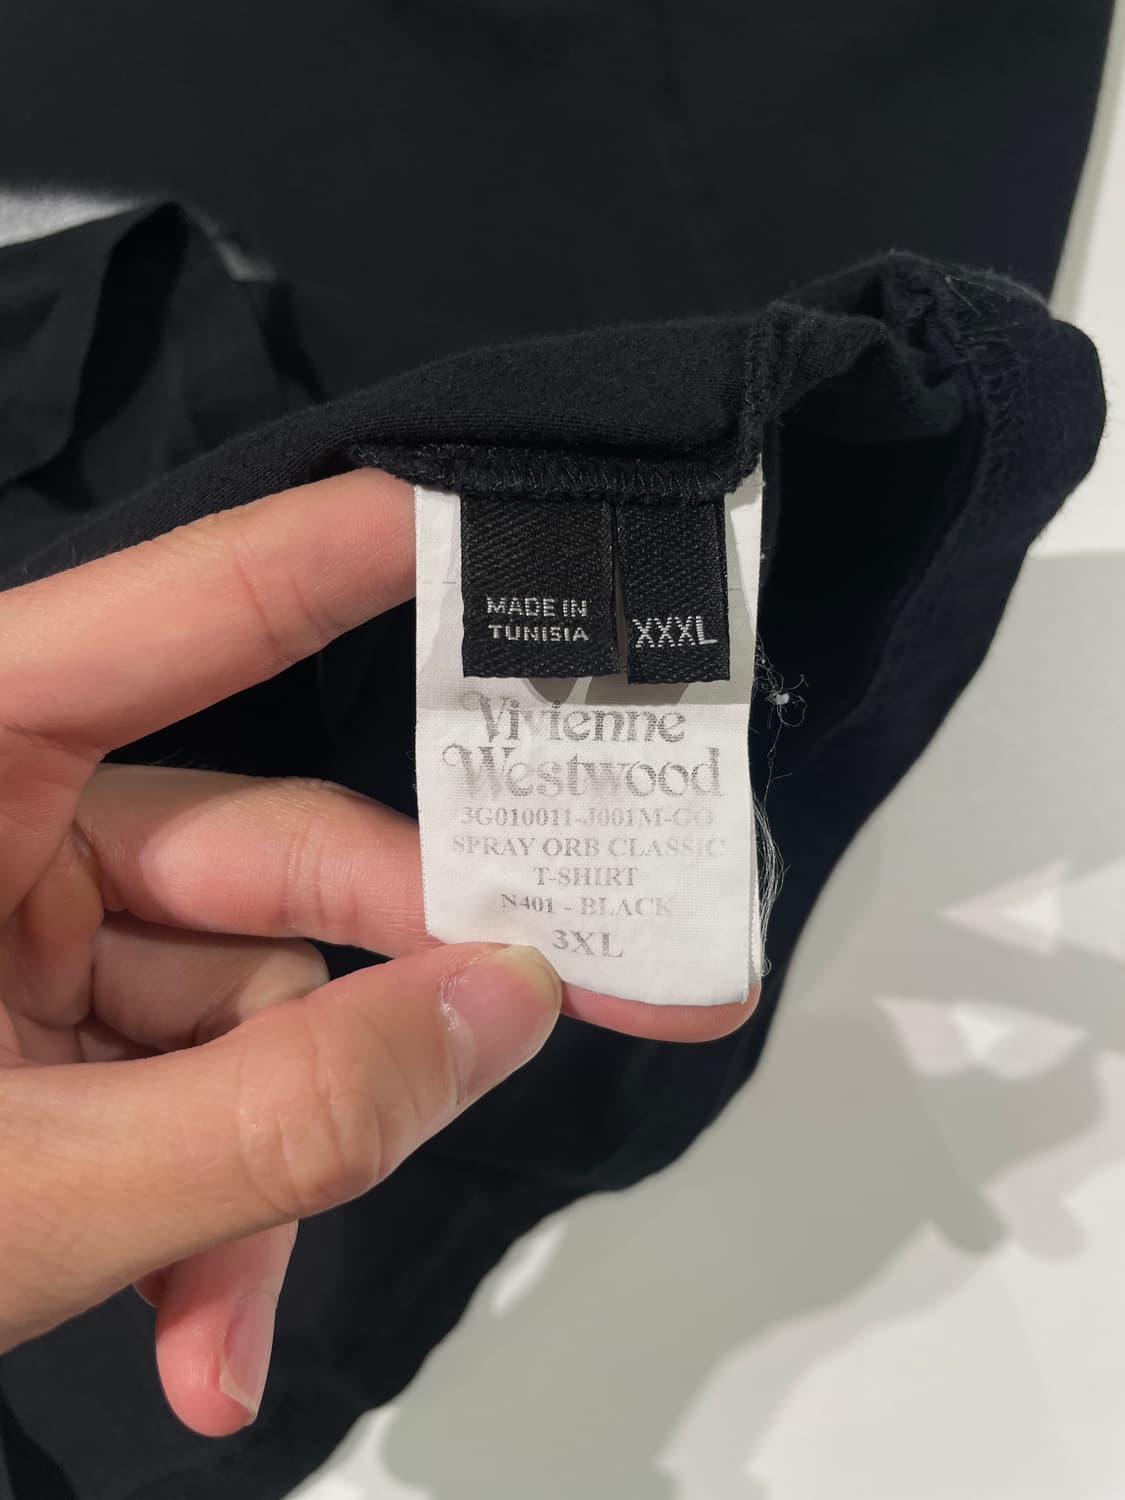 MADE IN
TUNISIA
XXXL
Vivienne
Westwood
3G010011-J001M-GO
SPRAY ORB CLASSIC
T-SHIRT
N401 - BLACK
3XL